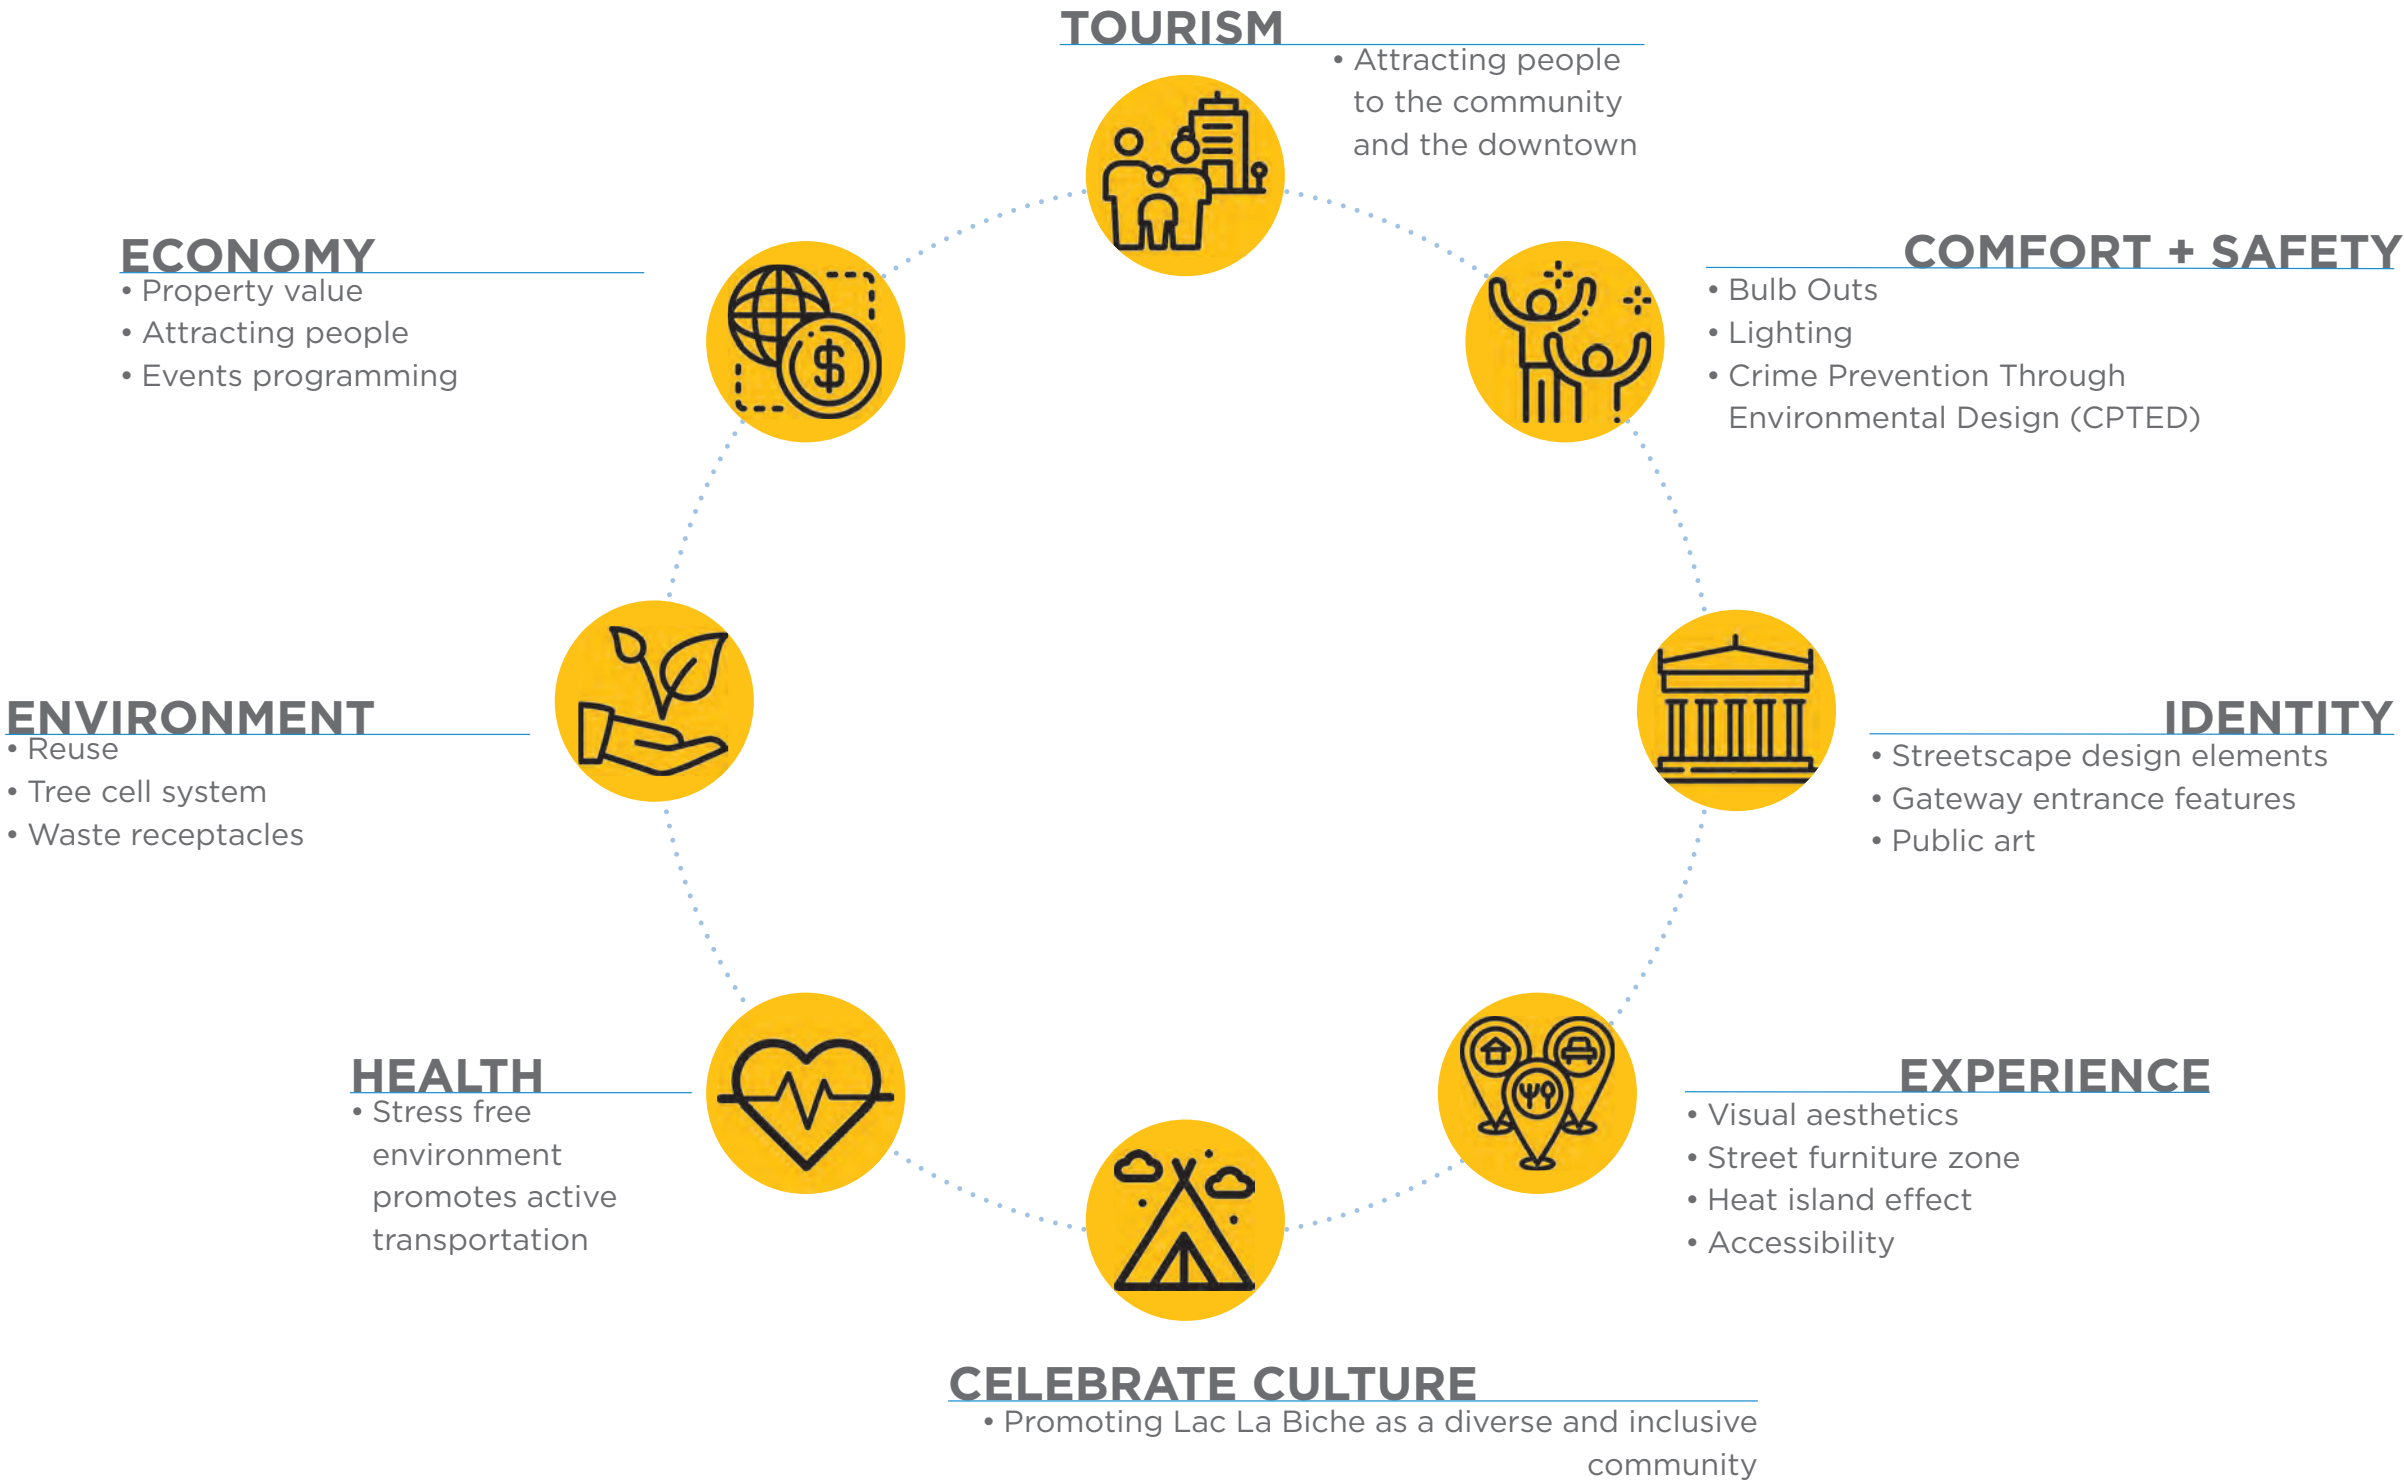 TOURISM
• Attracting people
to the community
and the downtown
COMFORT + SAFETY
• Bulb Outs
• Lighting
• Crime Prevention Through
Environmental Design (CPTED)
IDENTITY
• Streetscape design elements
• Gateway entrance features
• Public art
EXPERIENCE
• Visual aesthetics
• Street furniture zone
• Heat island effect
• Accessibility
CELEBRATE CULTURE
• Promoting Lac La Biche as a diverse and inclusive
community
HEALTH
• Stress free
environment
promotes active
transportation
ENVIRONMENT
• Reuse
• Tree cell system
• Waste receptacles
ECONOMY
• Property value
• Attracting people
• Events programming
$